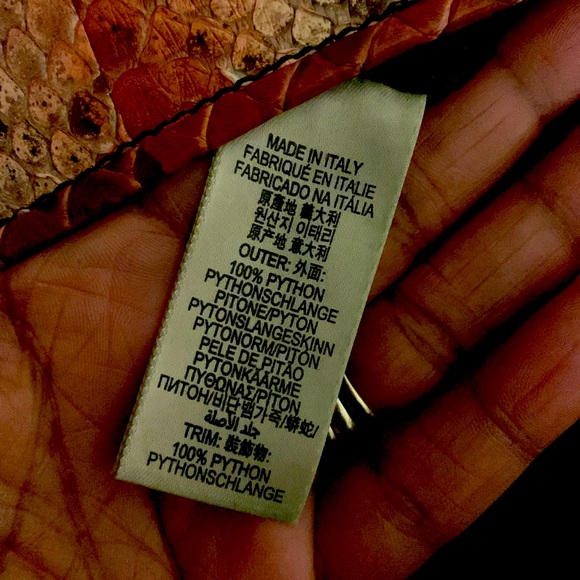 MADE IN ITALY
FABRIQUÉ EN ITALIE
FABRICADO NA ITÁLIA
原產地 義大利
원산지 이태리
原产地 意大利
OUTER: 外面:
100% PYTHON
PYTHONSCHLANGE
PITONE/PYTON
PYTONSLANGESKINN
PYTONORM/PITON
PELE DE PITÃO
PYTONKÄÄRME
ΠΥΘΩΝΑΣ/PITON
ПИТОН/비단뱀가죽/蟒蛇/
جلد الأصلة
TRIM: 裝飾物:
100% PYTHON
PYTHONSCHLANGE